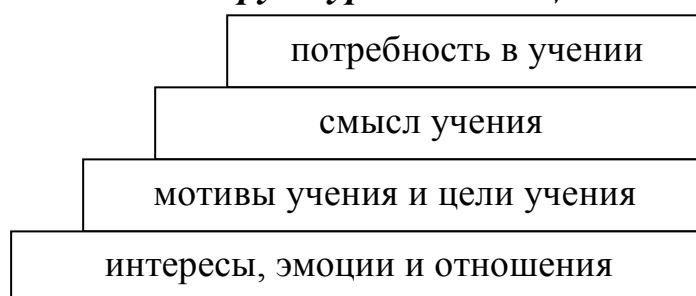 потребность в учении
смысл учения
мотивы учения и цели учения
интересы, эмоции и отношения